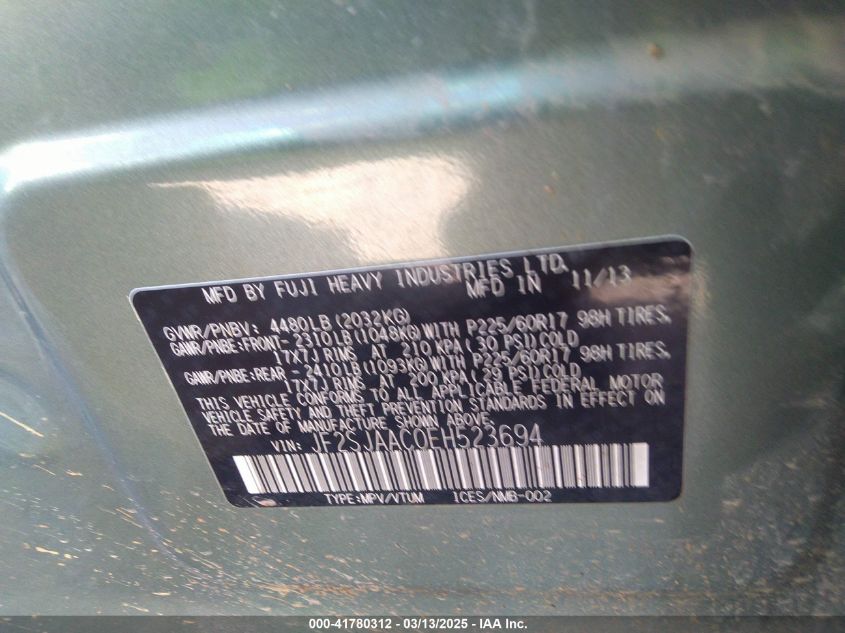 MFD BY FUJI HEAVY INDUSTRIES LTD.
MFD IN 11/13
GVWR/PNBV: 4480LB (2032KG)
GAWR/PNBE:FRONT-2310LB(1048KG)WITH P225/60R17 98H TIRES,
17X7J RIMS AT 210 KPA(30 PSI)COLD
GAWR/PNBE:REAR -2410LB(1093KG)WITH P225/60R17 98H TIRES,
17X7J RIMS AT 200 KPA(29 PSI)COLD
THIS VEHICLE CONFORMS TO ALL APPLICABLE FEDERAL MOTOR
VEHICLE SAFETY AND THEFT PREVENTION STANDARDS IN EFFECT ON
THE DATE OF MANUFACTURE SHOWN ABOVE.
VIN: JF2SJAAC0EH523694
TYPE:MPV/VTUM ICES/NMB-002
000-41780312 - 03/13/2025 - IAA Inc.